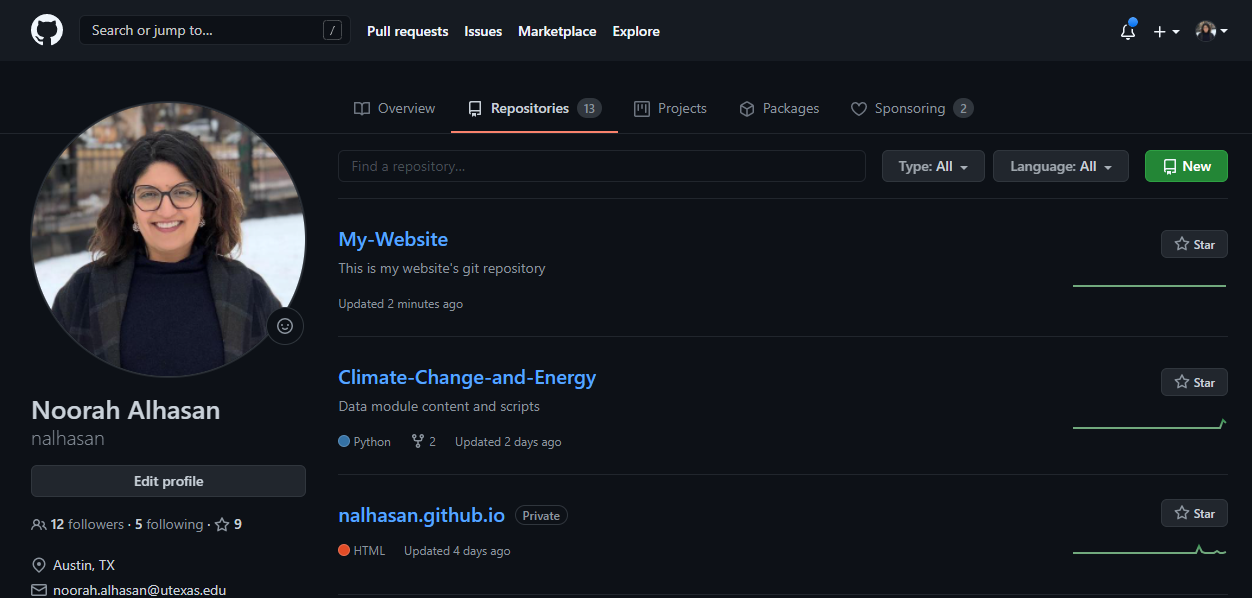 Search or jump to... /
Pull requests Issues Marketplace Explore
Overview Repositories 13 Projects Packages Sponsoring 2
Find a repository...
Type: All Language: All New
My-Website
Star
This is my website's git repository
Updated 2 minutes ago
Climate-Change-and-Energy
Star
Data module content and scripts
Python 2 Updated 2 days ago
nalhasan.github.io Private
Star
HTML Updated 4 days ago
Noorah Alhasan
nalhasan
Edit profile
12 followers · 5 following · 9
Austin, TX
noorah.alhasan@utexas.edu